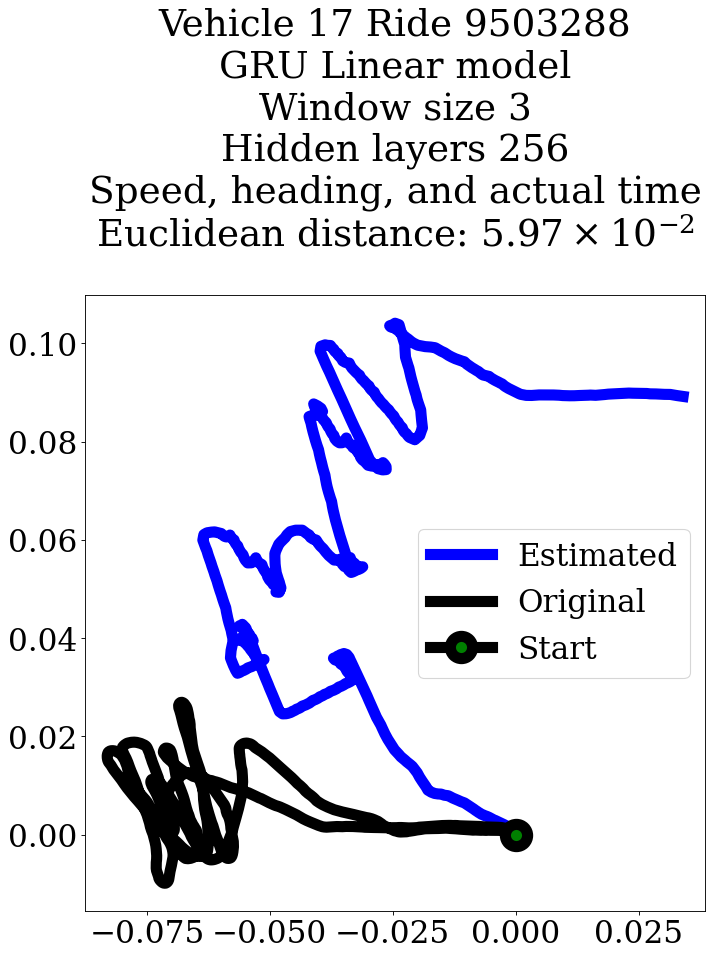 Vehicle 17 Ride 9503288
GRU Linear model
Window size 3
Hidden layers 256
Speed, heading, and actual time
Euclidean distance: 5.97 × 10⁻²
0.10
0.08
0.06
0.04
0.02
0.00
Estimated
Original
Start
−0.075 −0.050 −0.025 0.000 0.025